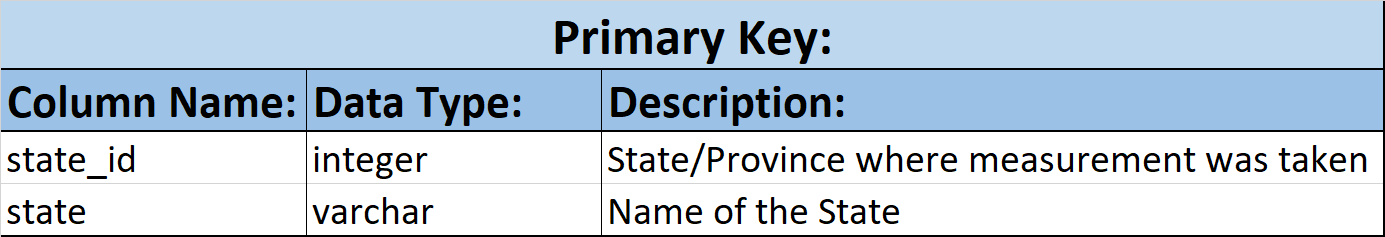 Primary Key:
Column Name: Data Type: Description:
state_id integer State/Province where measurement was taken
state varchar Name of the State